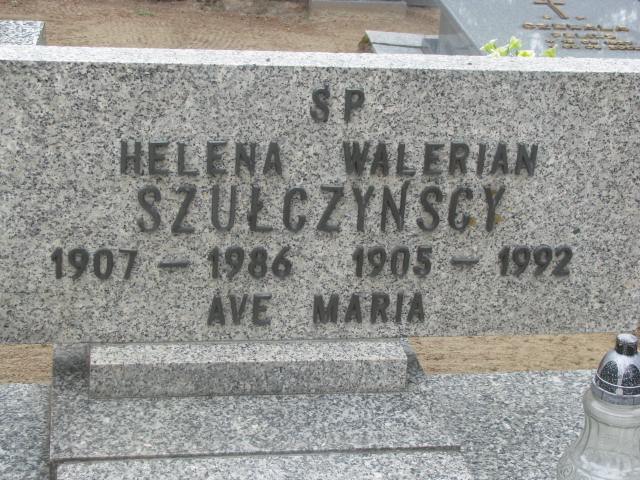 ŚP
HELENA WALERIAN
SZUŁCZYŃSCY
1907 – 1986 1905 – 1992
AVE MARIA